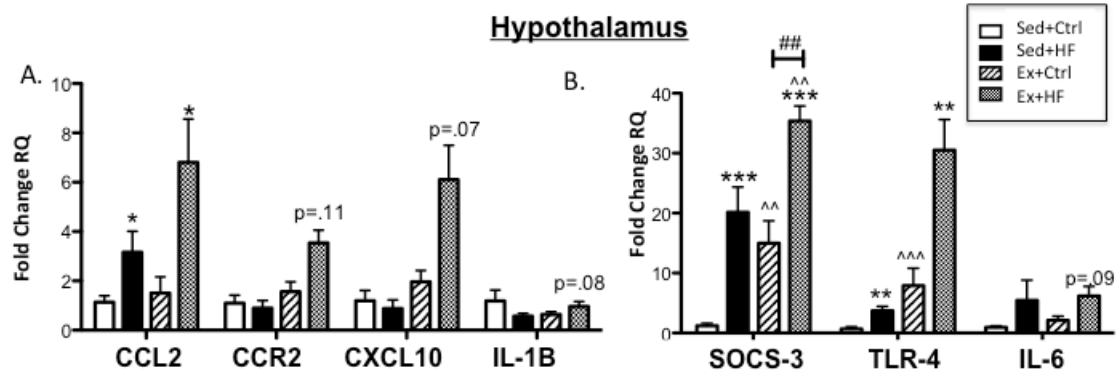 Hypothalamus
Sed+Ctrl
Sed+HF
Ex+Ctrl
Ex+HF
A.
Fold Change RQ
10
8
6
4
2
0
*
*
p=.11
p=.07
p=.08
CCL2 CCR2 CXCL10 IL-1B
B.
Fold Change RQ
40
30
20
10
0
##
^^
***
***
^^
**
^^^
**
p=.09
SOCS-3 TLR-4 IL-6